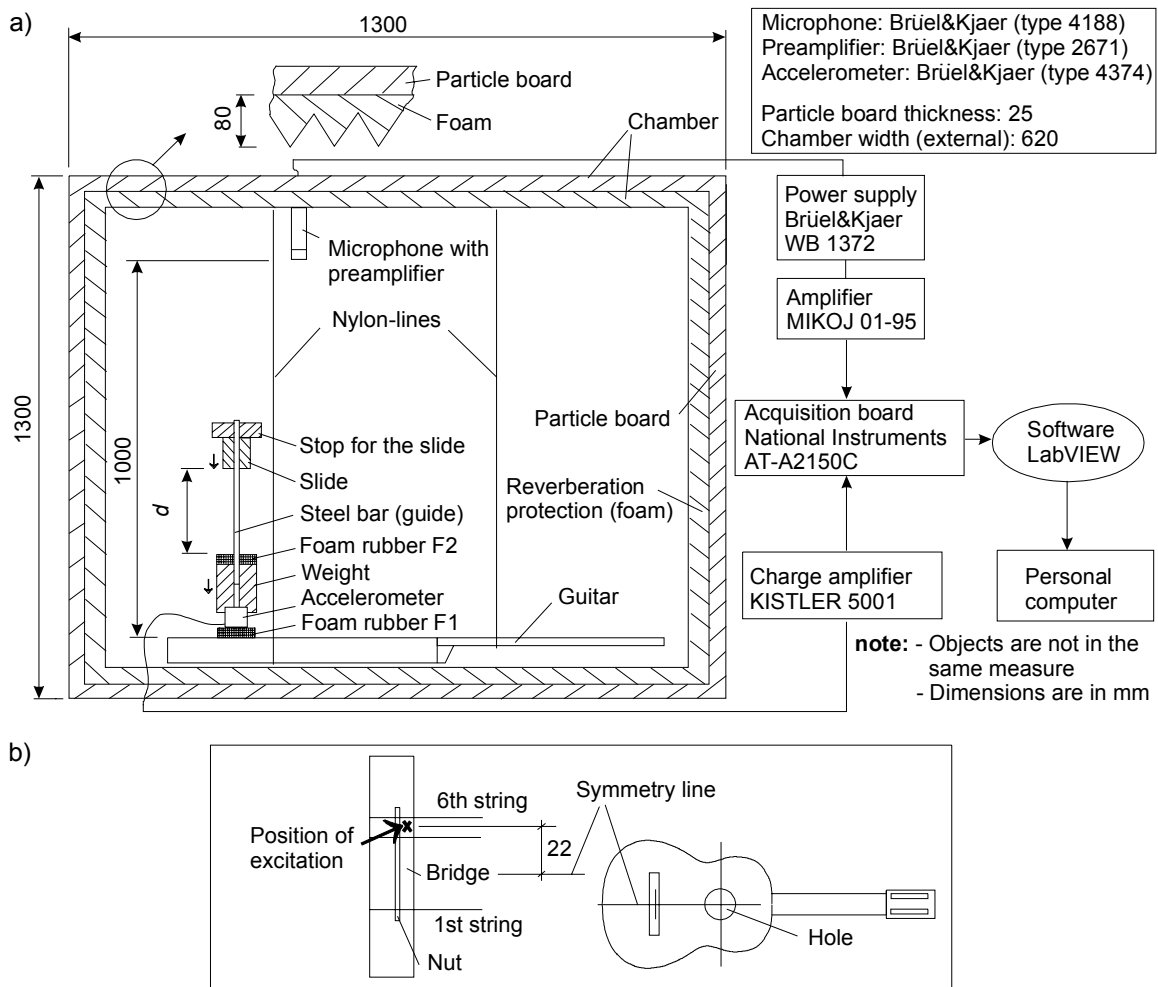 a)
1300
Microphone: Brüel&Kjaer (type 4188)
Preamplifier: Brüel&Kjaer (type 2671)
Accelerometer: Brüel&Kjaer (type 4374)
Particle board thickness: 25
Chamber width (external): 620
Particle board
80
Foam
Chamber
Power supply
Brüel&Kjaer
WB 1372
Microphone with
preamplifier
Amplifier
MIKOJ 01-95
Nylon-lines
1300
1000
Particle board
Acquisition board
National Instruments
AT-A2150C
Software
LabVIEW
Stop for the slide
Slide
d
Reverberation
protection (foam)
Steel bar (guide)
Foam rubber F2
Weight
Accelerometer
Foam rubber F1
Guitar
Charge amplifier
KISTLER 5001
Personal
computer
note: - Objects are not in the
same measure
- Dimensions are in mm
b)
6th string
Symmetry line
Position of
excitation
22
Bridge
1st string
Nut
Hole